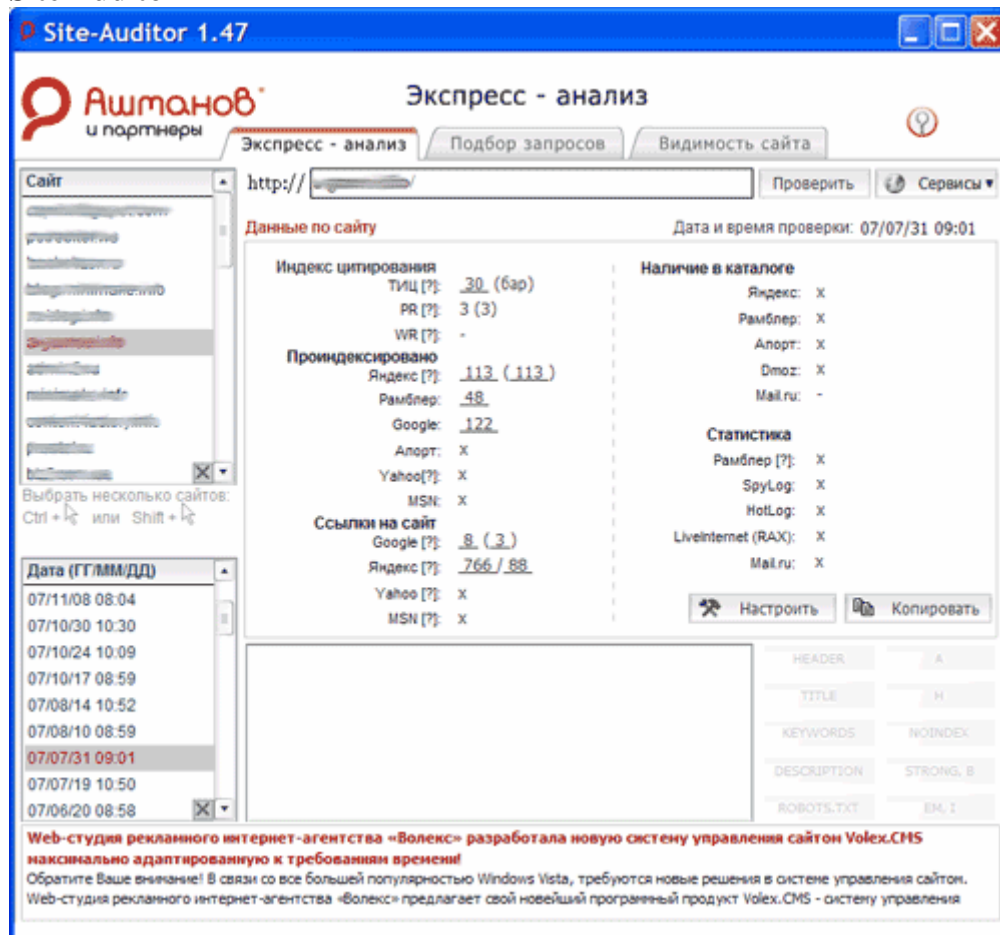 Site-Auditor 1.47
Ашманов
и партнеры
Экспресс - анализ
Экспресс - анализ
Подбор запросов
Видимость сайта
Сайт
http://
Проверить
Сервисы
Данные по сайту
Дата и время проверки: 07/07/31 09:01
Индекс цитирования
ТИЦ [?]: 30 (бар)
PR [?]: 3 (3)
WR [?]: -
Проиндексировано
Яндекс [?]: 113 ( 113 )
Рамблер: 48
Google: 122
Апорт: X
Yahoo[?]: X
MSN: X
Ссылки на сайт
Google [?]: 8 ( 3 )
Яндекс [?]: 766 / 88
Yahoo [?]: X
MSN [?]: X
Наличие в каталоге
Яндекс: X
Рамблер: X
Апорт: X
Dmoz: X
Mail.ru: -
Статистика
Рамблер [?]: X
SpyLog: X
HotLog: X
LiveInternet (RAX): X
Mail.ru: X
Настроить
Копировать
Выбрать несколько сайтов:
Ctrl + или Shift +
Дата (ГГ/ММ/ДД)
07/11/08 08:04
07/10/30 10:30
07/10/24 10:09
07/10/17 08:59
07/08/14 10:52
07/08/10 08:59
07/07/31 09:01
07/07/19 10:50
07/06/20 08:58
HEADER A
TITLE H
KEYWORDS NOINDEX
DESCRIPTION STRONG, B
ROBOTS.TXT EM, I
Web-студия рекламного интернет-агентства «Волекс» разработала новую систему управления сайтом Volex.CMS
максимально адаптированную к требованиям времени!
Обратите Ваше внимание! В связи со все большей популярностью Windows Vista, требуются новые решения в системе управления сайтом.
Web-студия рекламного интернет-агентства «Волекс» предлагает свой новейший программный продукт Volex.CMS - систему управления